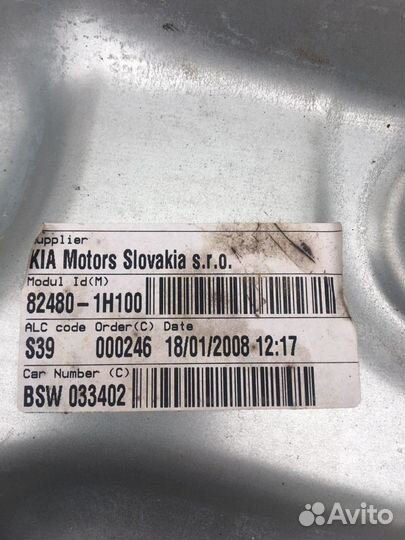 Supplier
KIA Motors Slovakia s.r.o.
Modul Id(M)
82480-1H100
ALC code Order(C) Date
S39 000246 18/01/2008 12:17
Car Number (C)
BSW 033402
Avito